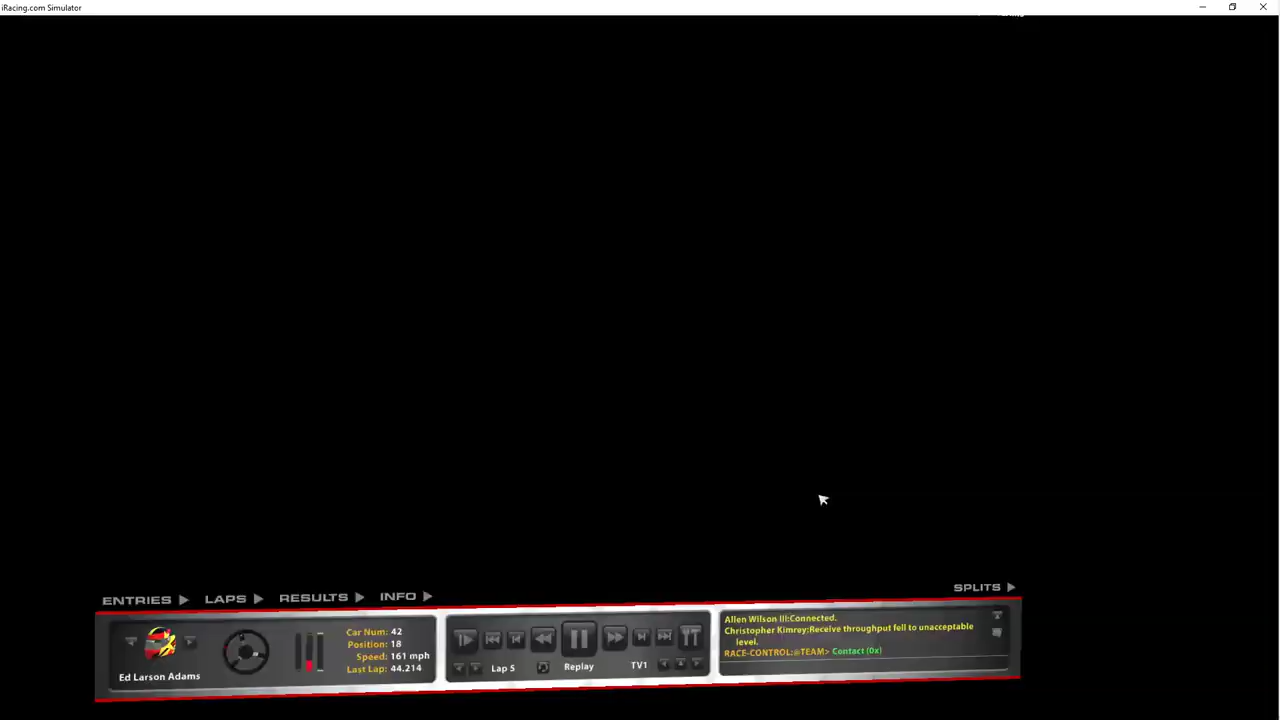 iRacing.com Simulator
ENTRIES LAPS RESULTS INFO
SPLITS
Ed Larson Adams
Car Num: 42
Position: 18
Speed: 161 mph
Last Lap: 44.214
Lap 5
Replay
TV1
Allen Wilson III:Connected.
Christopher Kimroy:Receive throughput fell to unacceptable
level.
RACE-CONTROL:@TEAM> Contact (0x)